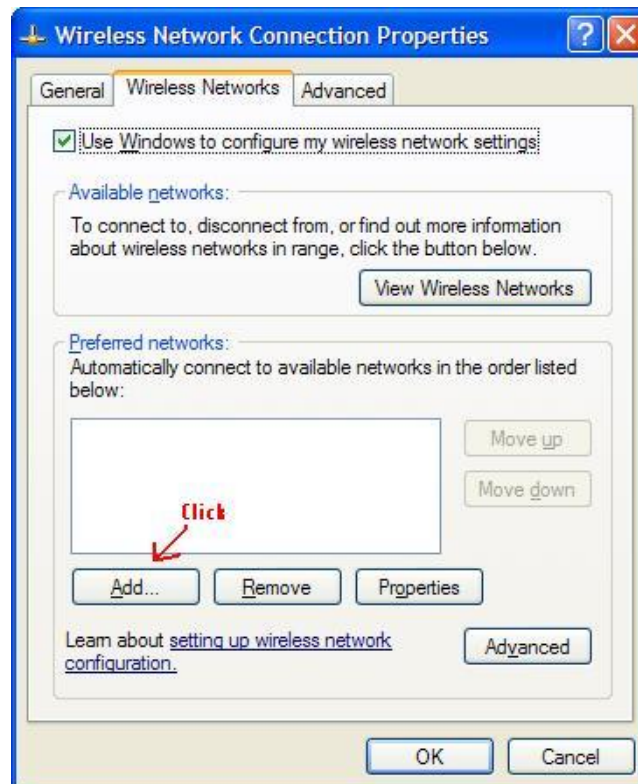 Wireless Network Connection Properties
General Wireless Networks Advanced
Use Windows to configure my wireless network settings
Available networks:
To connect to, disconnect from, or find out more information
about wireless networks in range, click the button below.
View Wireless Networks
Preferred networks:
Automatically connect to available networks in the order listed
below:
Move up
Move down
Click
Add... Remove Properties
Learn about setting up wireless network
configuration.
Advanced
OK Cancel